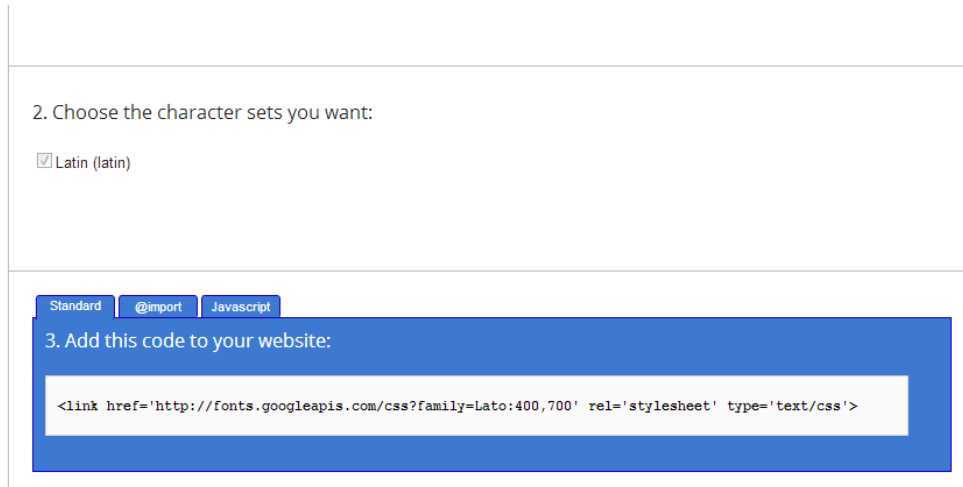 2. Choose the character sets you want:
Latin (latin)
Standard @import Javascript
3. Add this code to your website:
<link href='http://fonts.googleapis.com/css?family=Lato:400,700' rel='stylesheet' type='text/css'>